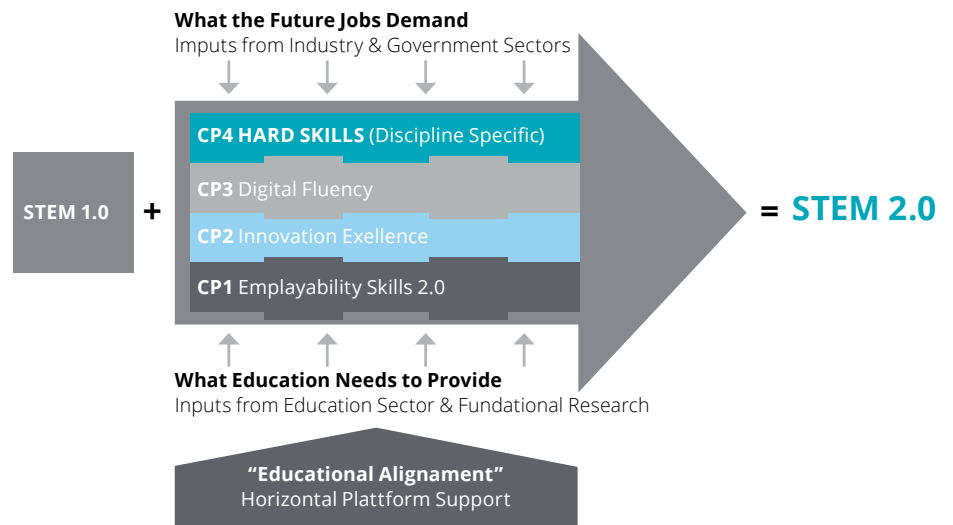 What the Future Jobs Demand
Imputs from Industry & Government Sectors
STEM 1.0
+
CP4 HARD SKILLS (Discipline Specific)
CP3 Digital Fluency
CP2 Innovation Exellence
CP1 Emplayability Skills 2.0
= STEM 2.0
What Education Needs to Provide
Inputs from Education Sector & Fundational Research
“Educational Alignament”
Horizontal Plattform Support